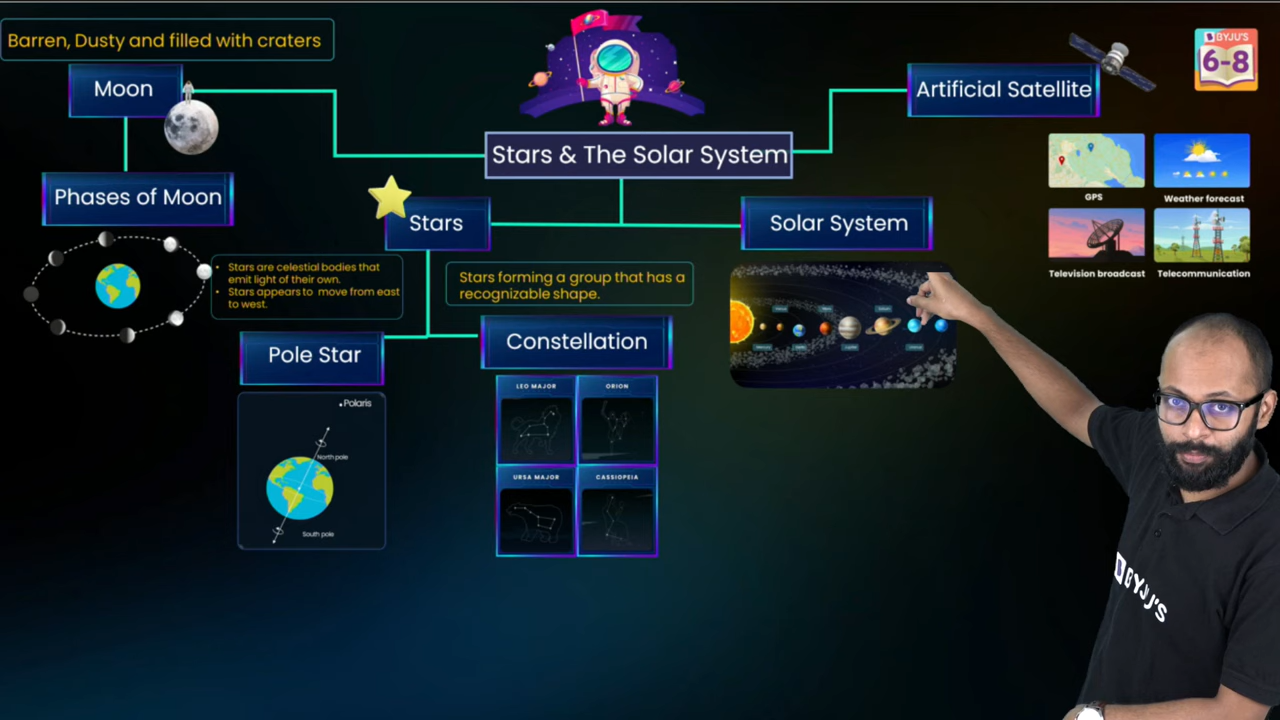 Barren, Dusty and filled with craters
Moon
Phases of Moon
Stars & The Solar System
Artificial Satellite
BYJU'S
6-8
GPS
Weather forecast
Television broadcast
Telecommunication
Stars
Solar System
• Stars are celestial bodies that
emit light of their own.
• Stars appears to move from east
to west.
Stars forming a group that has a
recognizable shape.
Pole Star
Constellation
Polaris
North pole
South pole
LEO MAJOR
ORION
URSA MAJOR
CASSIOPEIA
BYJU'S